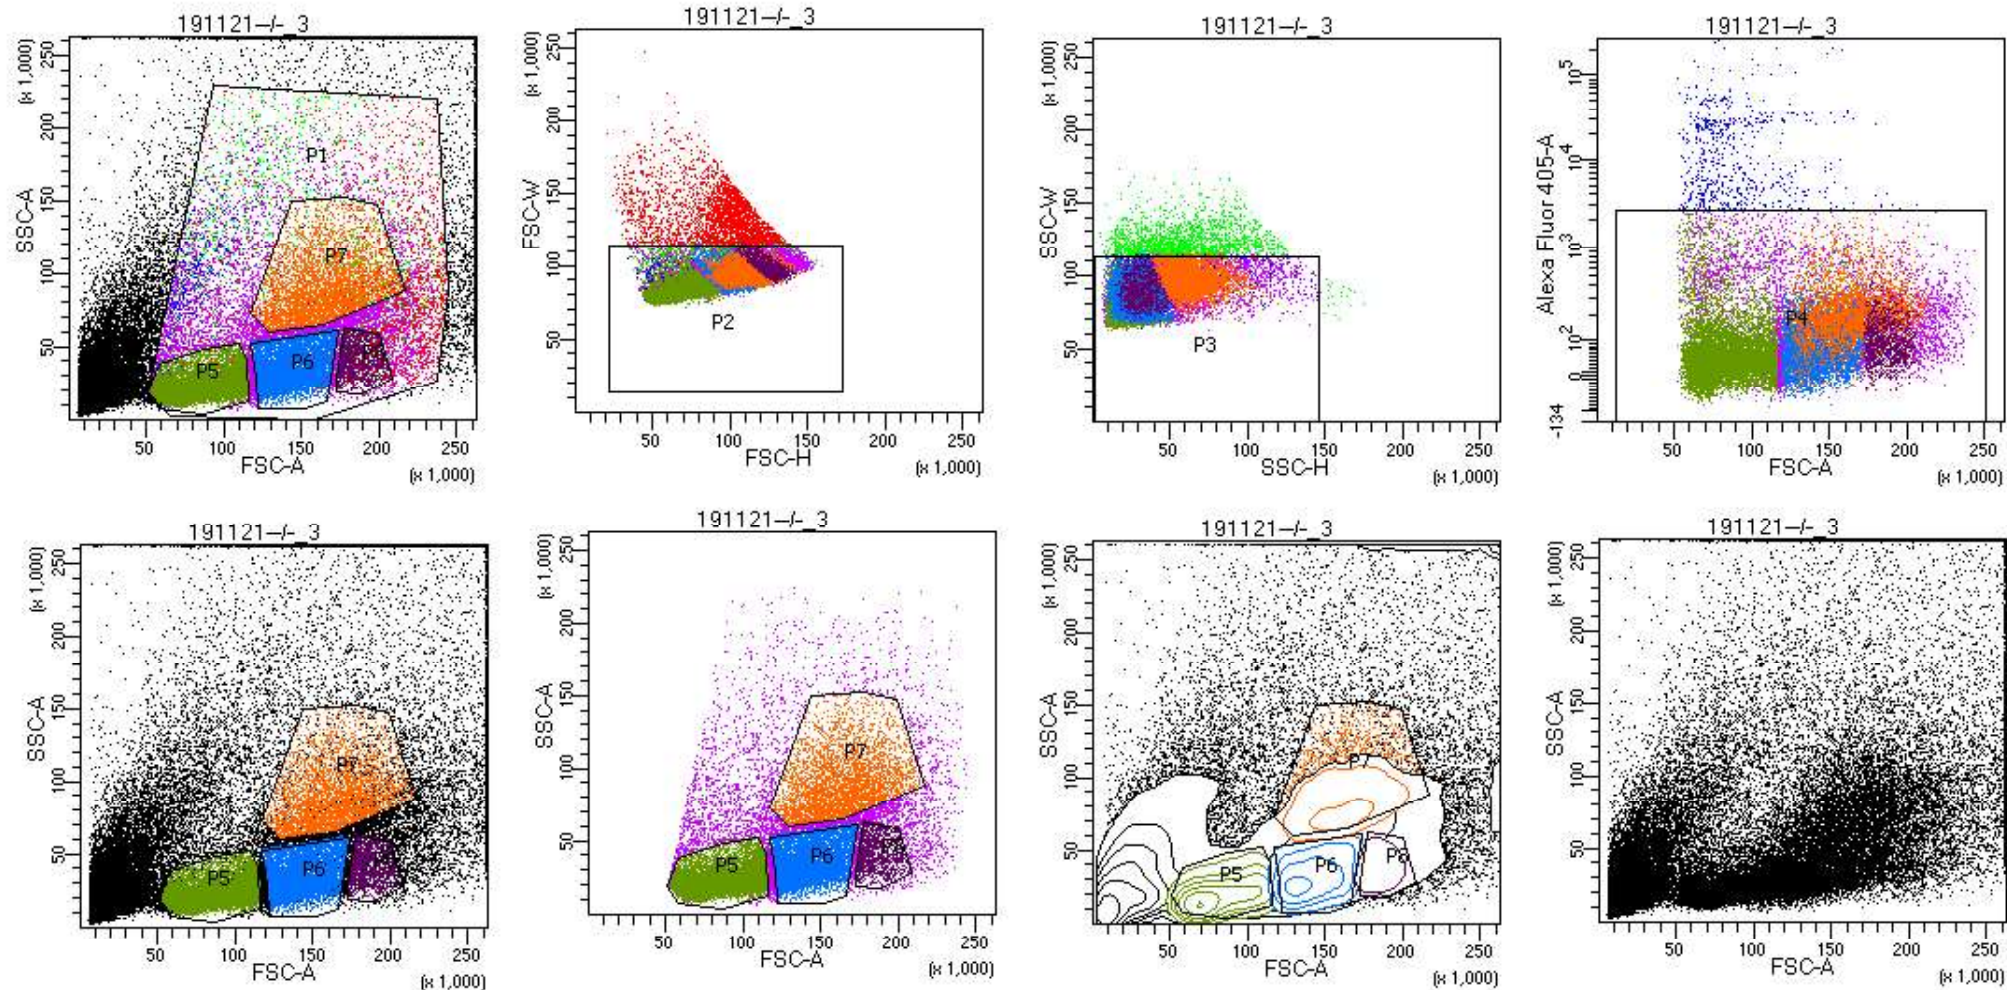 191121-/-_3
(x 1,000)
SSC-A
250
200
150
100
50
P1
P7
P5
P6
50 100 150 200 250
FSC-A
(x 1,000)
191121-/-_3
(x 1,000)
FSC-W
250
200
150
100
50
P2
50 100 150 200 250
FSC-H
(x 1,000)
191121-/-_3
(x 1,000)
SSC-W
250
200
150
100
50
P3
50 100 150 200 250
SSC-H
(x 1,000)
191121-/-_3
Alexa Fluor 405-A
10^5
10^4
10^3
10^2
0
-134
P4
50 100 150 200 250
FSC-A
(x 1,000)
191121-/-_3
(x 1,000)
SSC-A
250
200
150
100
50
P7
P5
P6
50 100 150 200 250
FSC-A
(x 1,000)
191121-/-_3
(x 1,000)
SSC-A
250
200
150
100
50
P7
P5
P6
50 100 150 200 250
FSC-A
(x 1,000)
191121-/-_3
(x 1,000)
SSC-A
250
200
150
100
50
P7
P5
P6
P8
50 100 150 200 250
FSC-A
(x 1,000)
191121-/-_3
(x 1,000)
SSC-A
250
200
150
100
50
50 100 150 200 250
FSC-A
(x 1,000)